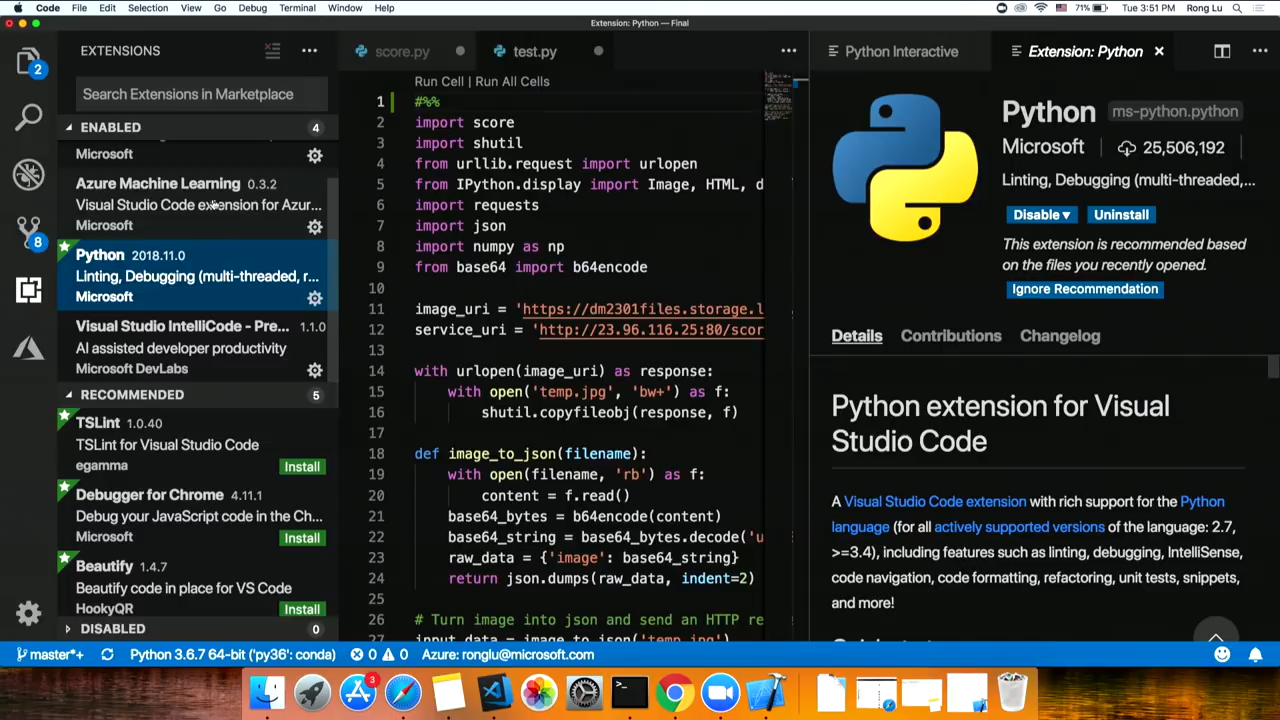 Code File Edit Selection View Go Debug Terminal Window Help 71% Tue 3:51 PM Rong Lu
Extension: Python — Final
EXTENSIONS
Search Extensions in Marketplace
ENABLED 4
Microsoft
Azure Machine Learning 0.3.2
Visual Studio Code extension for Azur...
Microsoft
Python 2018.11.0
Linting, Debugging (multi-threaded, r...
Microsoft
Visual Studio IntelliCode - Pre... 1.1.0
AI assisted developer productivity
Microsoft DevLabs
RECOMMENDED 5
TSLint 1.0.40
TSLint for Visual Studio Code
egamma Install
Debugger for Chrome 4.11.1
Debug your JavaScript code in the Ch...
Microsoft Install
Beautify 1.4.7
Beautify code in place for VS Code
HookyQR Install
DISABLED 0
2
8
score.py test.py
Run Cell | Run All Cells
1 #%%
2 import score
3 import shutil
4 from urllib.request import urlopen
5 from IPython.display import Image, HTML, d
6 import requests
7 import json
8 import numpy as np
9 from base64 import b64encode
10
11 image_uri = 'https://dm2301files.storage.l
12 service_uri = 'http://23.96.116.25:80/scor
13
14 with urlopen(image_uri) as response:
15 with open('temp.jpg', 'bw+') as f:
16 shutil.copyfileobj(response, f)
17
18 def image_to_json(filename):
19 with open(filename, 'rb') as f:
20 content = f.read()
21 base64_bytes = b64encode(content)
22 base64_string = base64_bytes.decode('u
23 raw_data = {'image': base64_string}
24 return json.dumps(raw_data, indent=2)
25
26 # Turn image into json and send an HTTP re
27 input_data = image_to_json('temp.jpg')
Python Interactive Extension: Python
Python ms-python.python
Microsoft 25,506,192
Linting, Debugging (multi-threaded,...
Disable Uninstall
This extension is recommended based
on the files you recently opened.
Ignore Recommendation
Details Contributions Changelog
Python extension for Visual
Studio Code
A Visual Studio Code extension with rich support for the Python
language (for all actively supported versions of the language: 2.7,
>=3.4), including features such as linting, debugging, IntelliSense,
code navigation, code formatting, refactoring, unit tests, snippets,
and more!
master*+ Python 3.6.7 64-bit ('py36': conda) 0 0 Azure: ronglu@microsoft.com
3